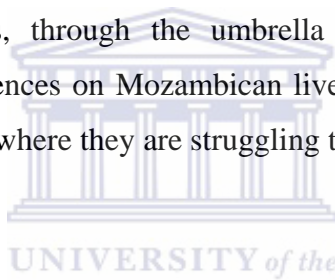 s, through the umbrella
ences on Mozambican live
where they are struggling t
UNIVERSITY of the